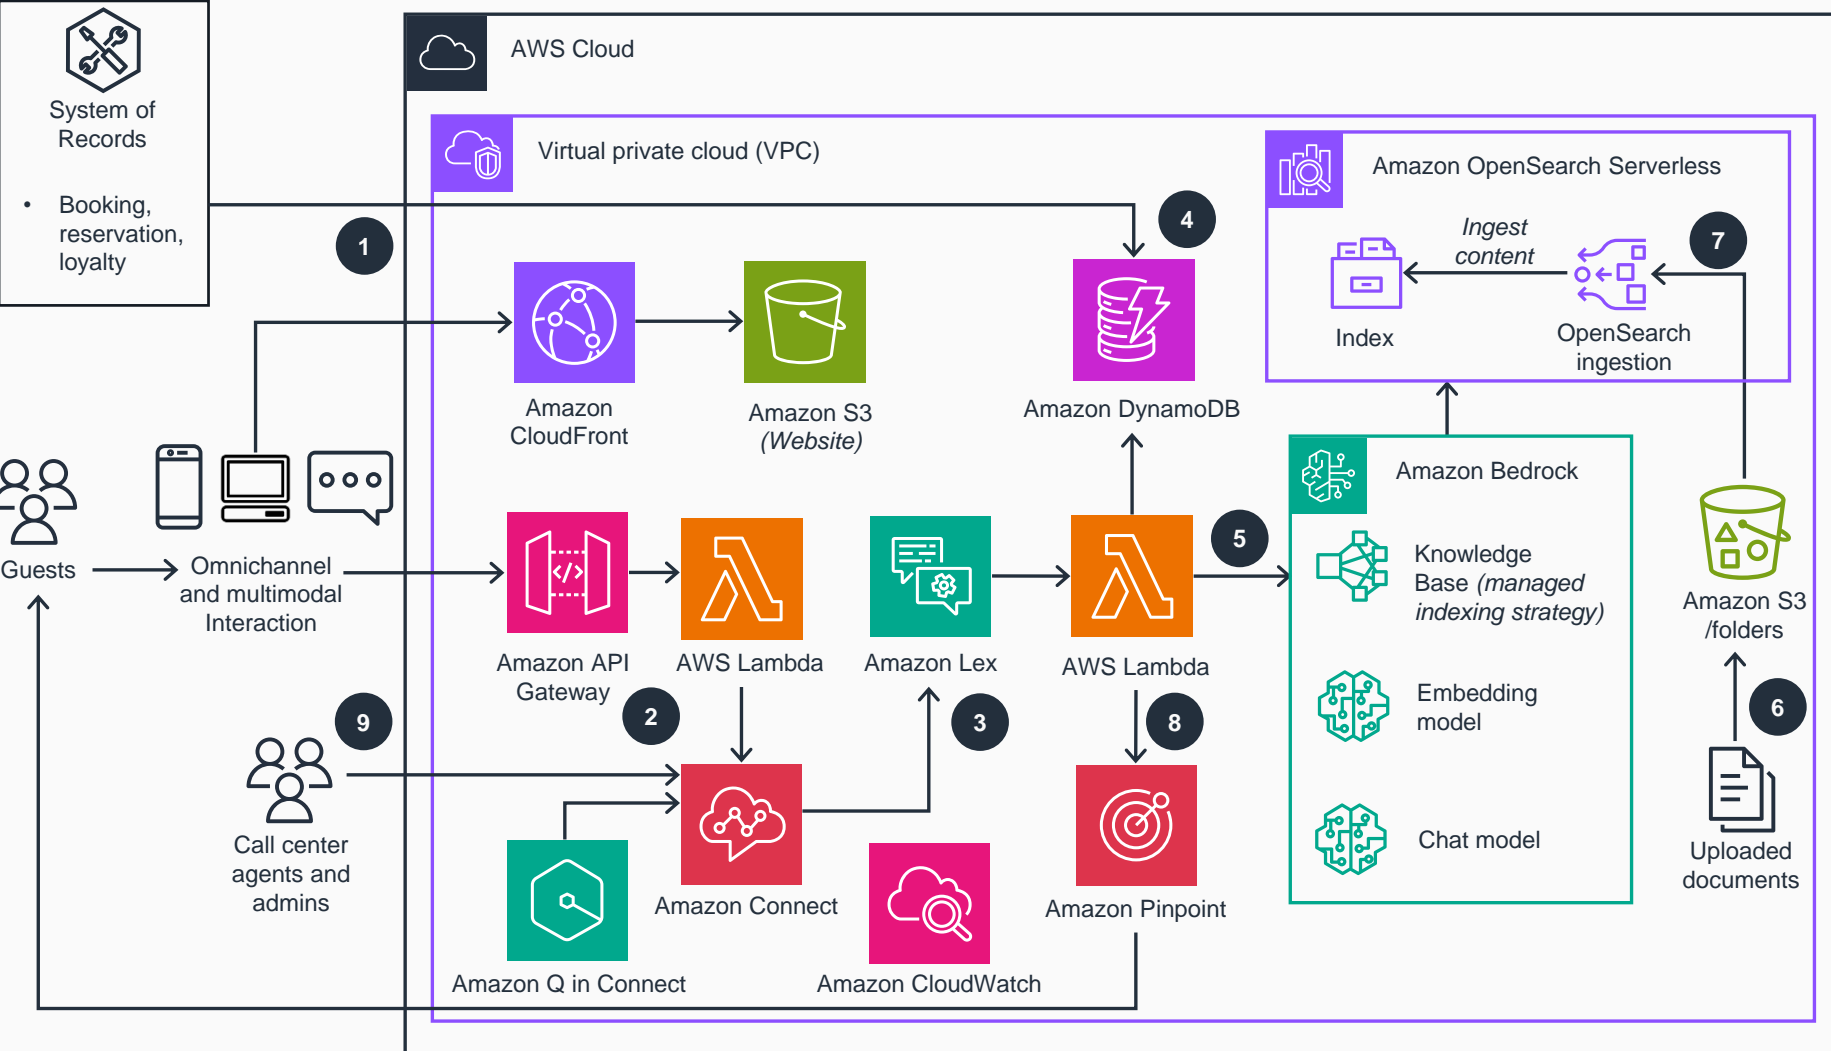 System of
Records
• Booking,
reservation,
loyalty
AWS Cloud
Virtual private cloud (VPC)
Amazon OpenSearch Serverless
1
4
7
Ingest
content
Index
OpenSearch
ingestion
Amazon
CloudFront
Amazon S3
(Website)
Amazon DynamoDB
Amazon Bedrock
Guests
Omnichannel
and multimodal
Interaction
</>
5
Knowledge
Base (managed
indexing strategy)
Amazon S3
/folders
Amazon API
Gateway
AWS Lambda
Amazon Lex
AWS Lambda
9
2
3
8
6
Embedding
model
Call center
agents and
admins
Amazon Connect
Amazon Pinpoint
Chat model
Uploaded
documents
Amazon Q in Connect
Amazon CloudWatch